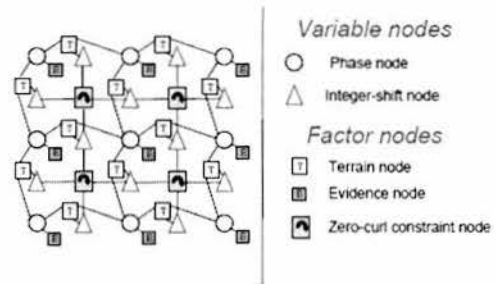 Variable nodes
Phase node
Integer-shift node
Factor nodes
T Terrain node
E Evidence node
Zero-curl constraint node
T T
E E E
T T T
T T
E E E
T T T
T T
E E E